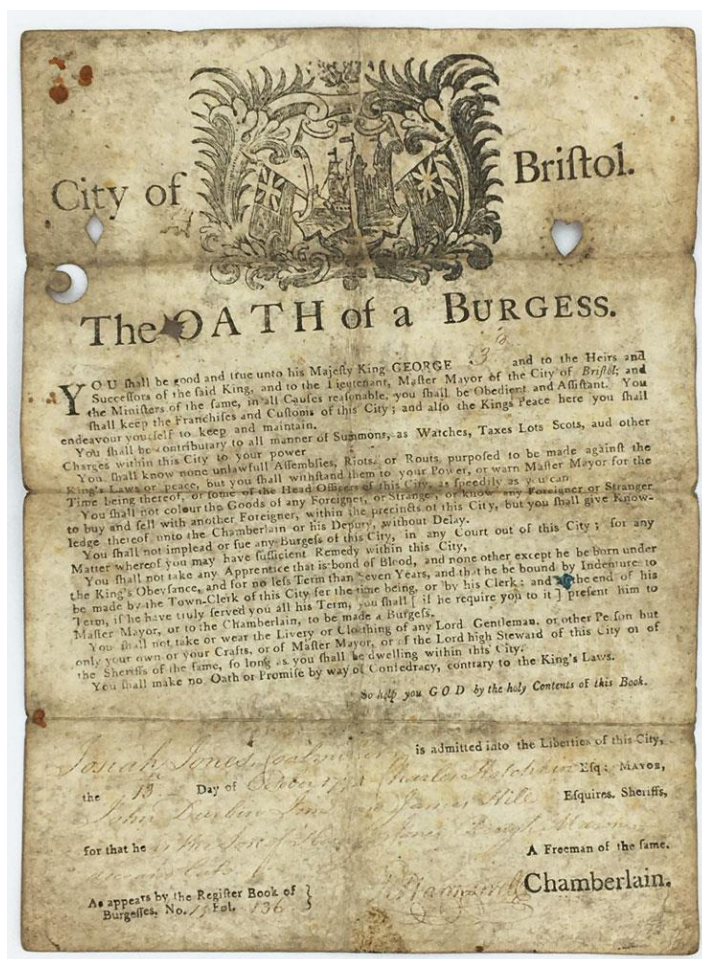 City of Briſtol.
The OATH of a BURGESS.
YOU ſhall be good and true unto his Majeſty King GEORGE 3d and to the Heirs and
Succeſſors of the ſaid King, and to the Lieutenant, Maſter Mayor of the City of Briſtol; and
the Miniſters of the ſame, in all Cauſes reaſonable, you ſhall be Obedient and Aſſiſtant. You
ſhall keep the Franchiſes and Cuſtoms of this City; and alſo the Kings Peace here you ſhall
endeavour yourſelf to keep and maintain.
You ſhall be contributary to all manner of Summons, as Watches, Taxes Lots Scots, aud other
Charges within this City to your power
You ſhall know none unlawfull Aſſemblies, Riots, or Routs purpoſed to be made againſt the
King's Laws or peace, but you ſhall withſtand them to your Power, or warn Maſter Mayor for the
Time being thereof, or ſome of the Head Officers of this City, as ſpeedily as you can
You ſhall not colour the Goods of any Foreigner, or Strange, or know any Foreigner or Stranger
to buy and ſell with another Foreigner, within the precincts of this City, but you ſhall give Know-
ledge thereof unto the Chamberlain or his Deputy, without Delay.
You ſhall not implead or ſue any Burgeſs of this City, in any Court out of this City; for any
Matter whereof you may have ſufficient Remedy within this City,
You ſhall not take any Apprentice that is bond of Blood, and none other except he be born under
the King's Obeyſance, and for no leſs Term than Seven Years, and that he be bound by Indenture to
be made by the Town-Clerk of this City fer the time being, or by his Clerk: and the end of his
Term, if he have truly ſerved you all his Term, you ſhall [ if he require you to it ] preſent him to
Maſter Mayor, or to the Chamberlain, to be made a Burgeſs.
You ſhall not take or wear the Livery or Cloathing of any Lord Gentleman, or other Perſon but
only your own or your Crafts, or of Maſter Mayor, or of the Lord high Steward of this City or of
the Sheriffs of the ſame, ſo long as you ſhall be dwelling within this City.
You ſhall make no Oath or Promiſe by way of Confedracy, contrary to the King's Laws.
So help you GOD by the holy Contents of this Book.
Josiah Jones is admitted into the Liberties of this City,
the 13 Day of October Charles Esq: MAYOR,
John Durbin James Hill Eſquires. Sheriffs,
for that he is the Son of
A Freeman of the ſame.
Chamberlain.
As appears by the Regiſter Book of
Burgeſſes, No. 15 Fol. 136